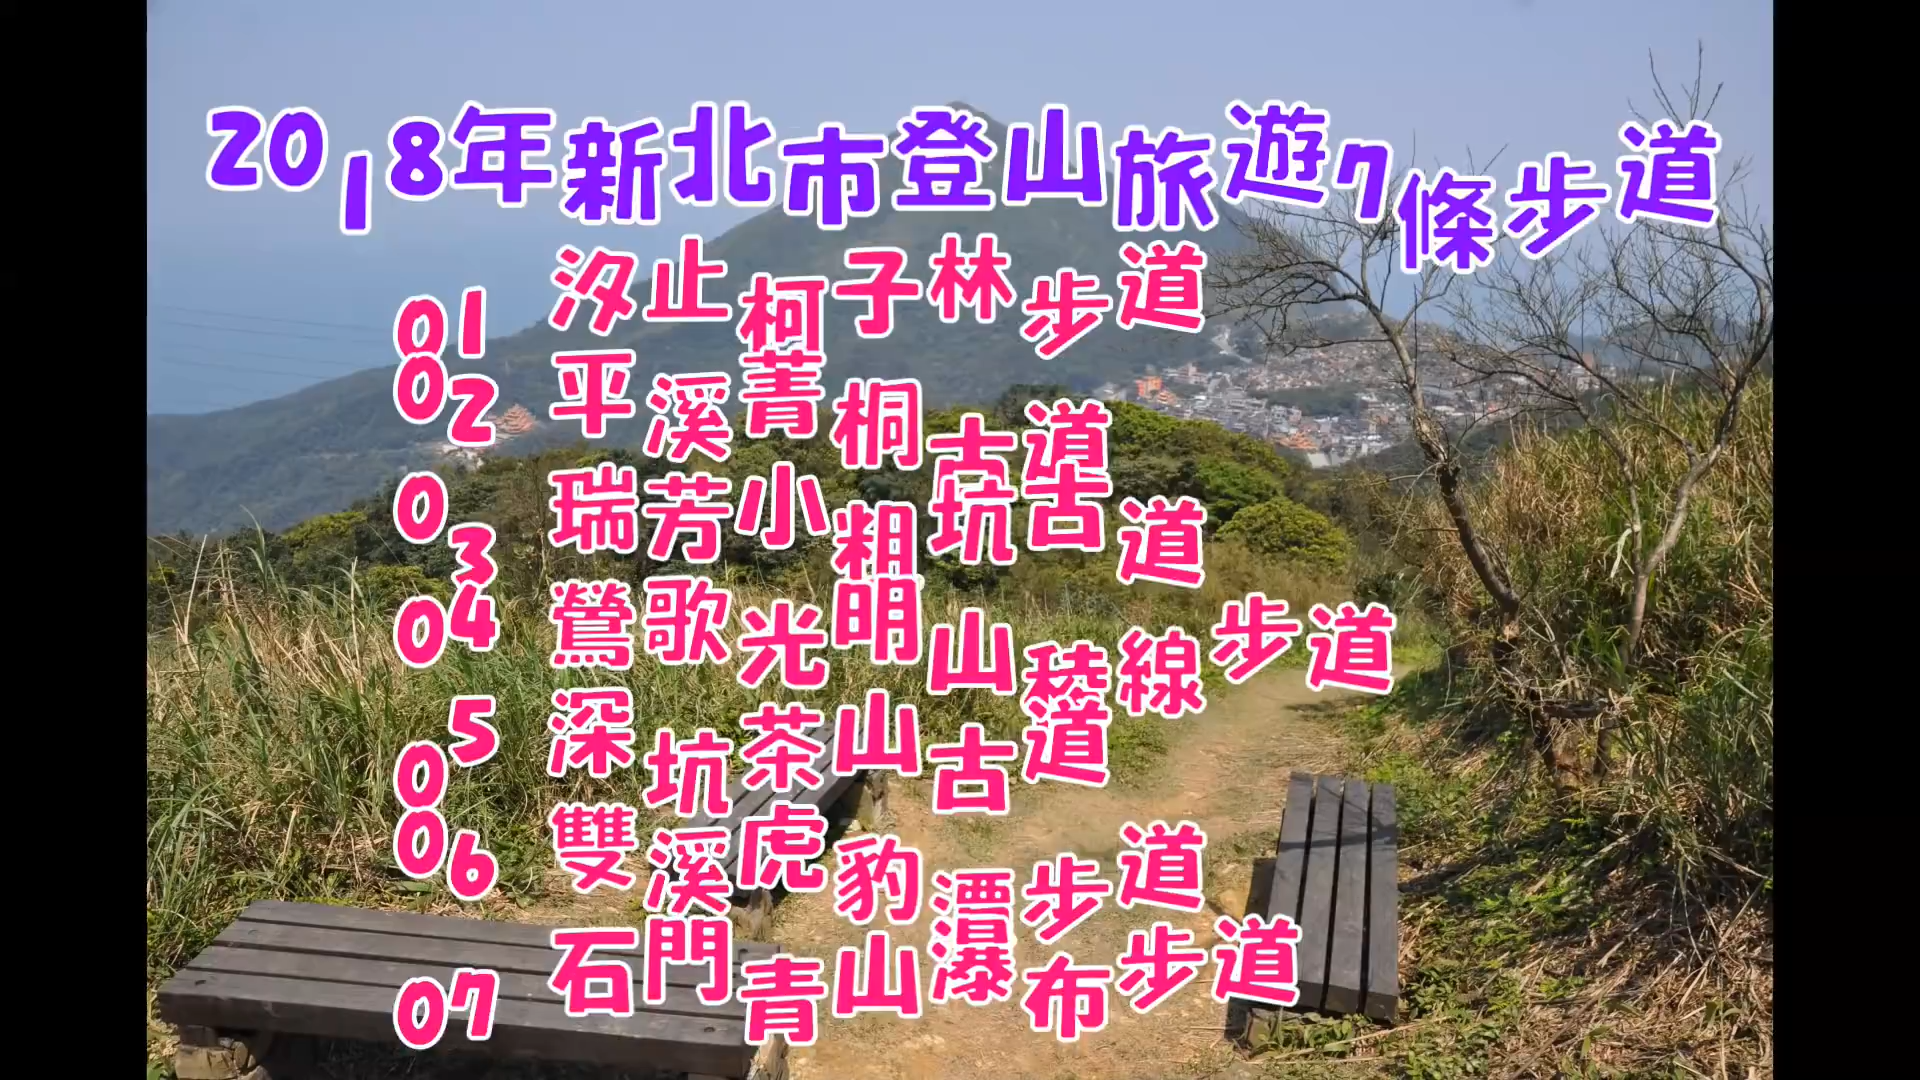 2018年新北市登山旅遊7條步道
01 汐止柯子林步道
02 平溪菁桐古道
03 瑞芳小粗坑古道
04 鶯歌光明山稜線步道
05 深坑茶山古道
06 雙溪虎豹潭步道
07 石門青山瀑布步道